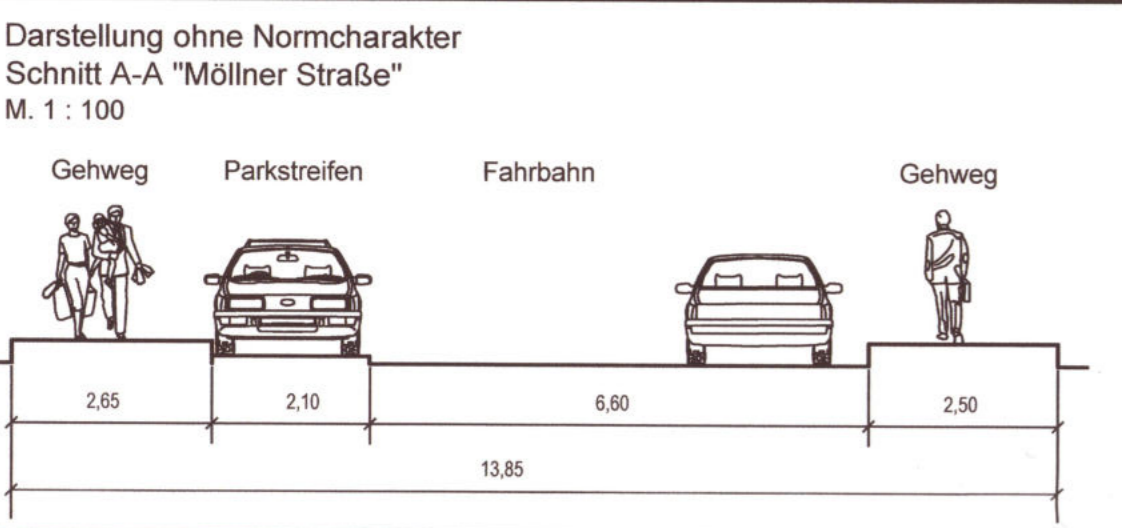 Darstellung ohne Normcharakter
Schnitt A-A "Möllner Straße"
M. 1 : 100
Gehweg Parkstreifen Fahrbahn Gehweg
2,65 2,10 6,60 2,50
13,85